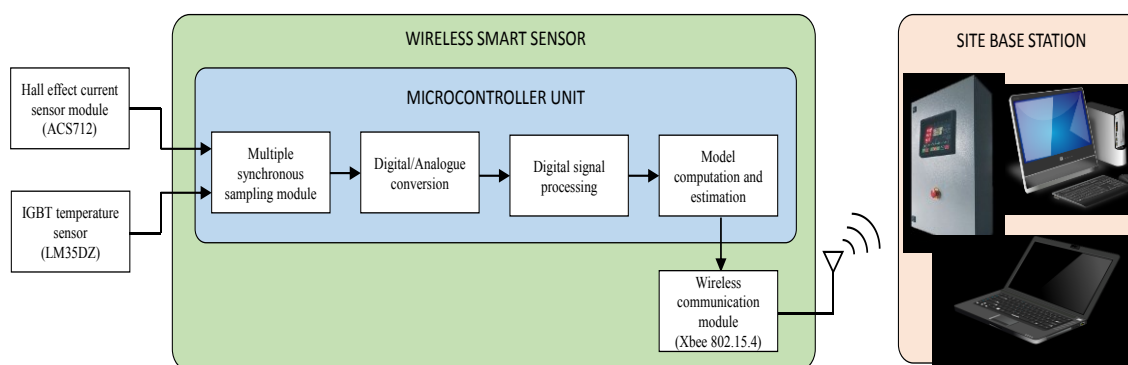 WIRELESS SMART SENSOR
SITE BASE STATION
Hall effect current
sensor module
(ACS712)
MICROCONTROLLER UNIT
Multiple
synchronous
sampling module
Digital/Analogue
conversion
Digital signal
processing
Model
computation and
estimation
IGBT temperature
sensor
(LM35DZ)
Wireless
communication
module
(Xbee 802.15.4)